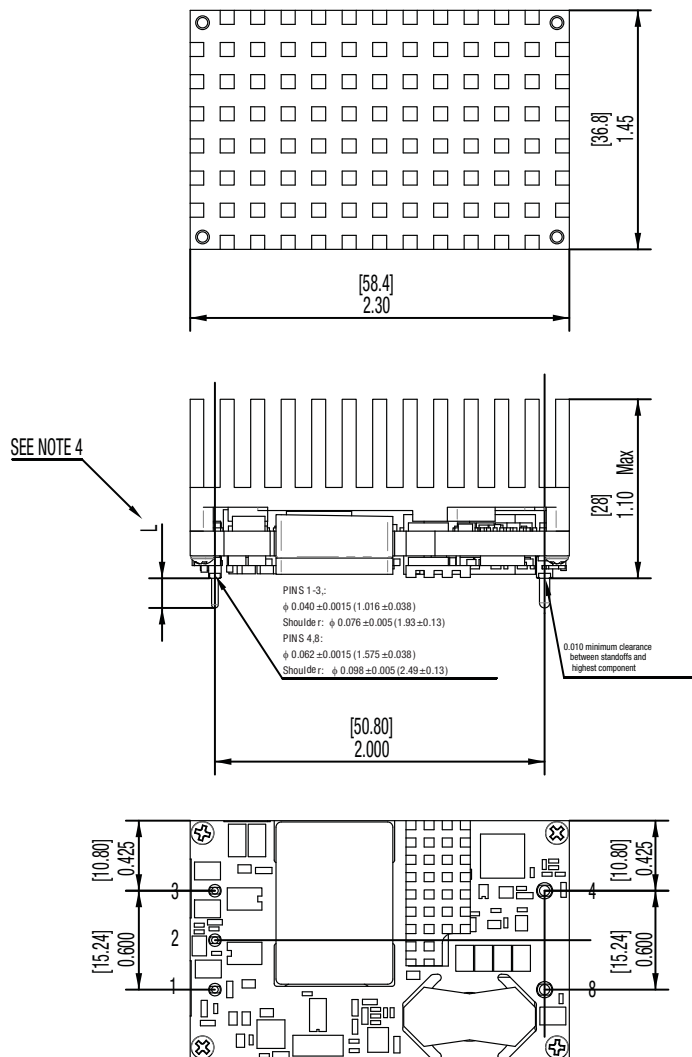 [36.8]
1.45
[58.4]
2.30
SEE NOTE 4
L
[28]
1.10 Max
PINS 1-3,:
ϕ 0.040 ±0.0015 (1.016 ±0.038)
Shoulder: ϕ 0.076 ±0.005 (1.93 ±0.13)
PINS 4,8:
ϕ 0.062 ±0.0015 (1.575 ±0.038)
Shoulder: ϕ 0.098 ±0.005 (2.49 ±0.13)
0.010 minimum clearance
between standoffs and
highest component
[50.80]
2.000
[10.80]
0.425
[10.80]
0.425
3
4
[15.24]
0.600
2
[15.24]
0.600
1
8